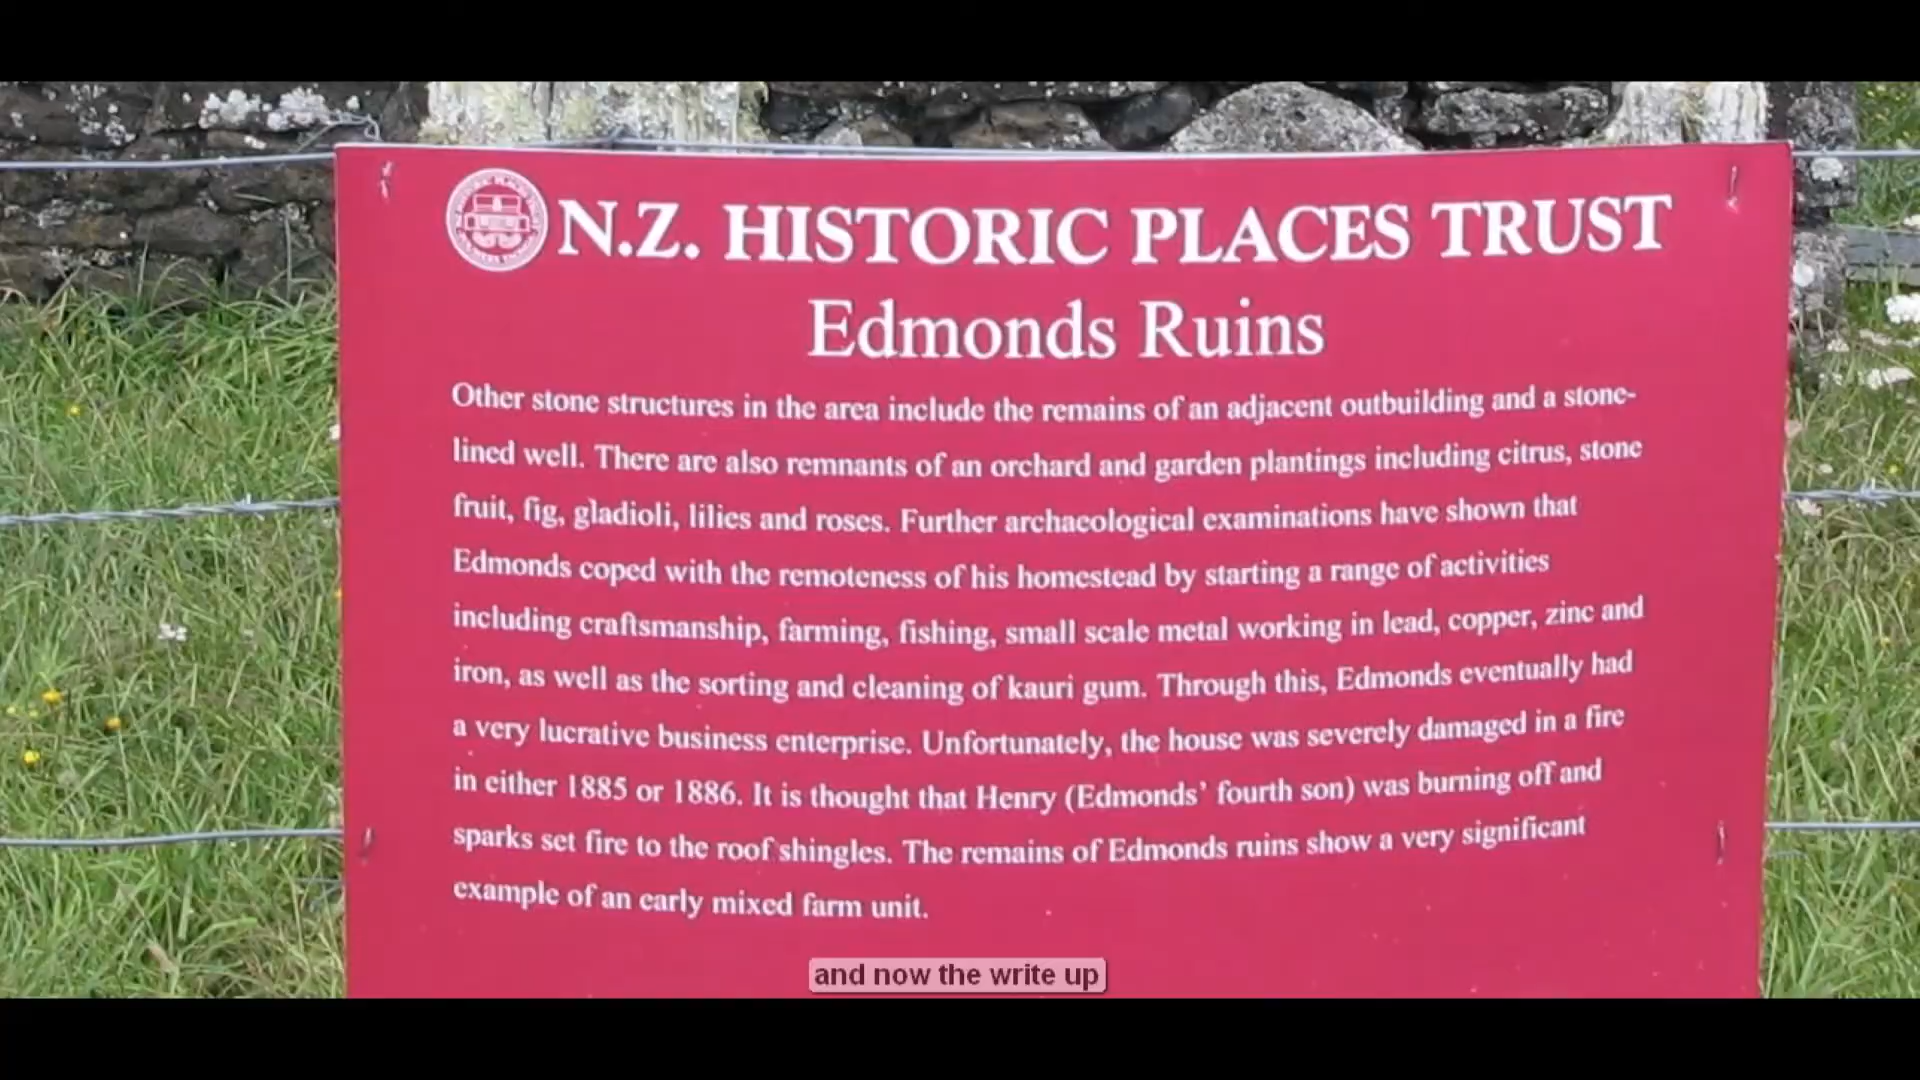 N.Z. HISTORIC PLACES TRUST
Edmonds Ruins
Other stone structures in the area include the remains of an adjacent outbuilding and a stone-
lined well. There are also remnants of an orchard and garden plantings including citrus, stone
fruit, fig, gladioli, lilies and roses. Further archaeological examinations have shown that
Edmonds coped with the remoteness of his homestead by starting a range of activities
including craftsmanship, farming, fishing, small scale metal working in lead, copper, zinc and
iron, as well as the sorting and cleaning of kauri gum. Through this, Edmonds eventually had
a very lucrative business enterprise. Unfortunately, the house was severely damaged in a fire
in either 1885 or 1886. It is thought that Henry (Edmonds’ fourth son) was burning off and
sparks set fire to the roof shingles. The remains of Edmonds ruins show a very significant
example of an early mixed farm unit.
and now the write up